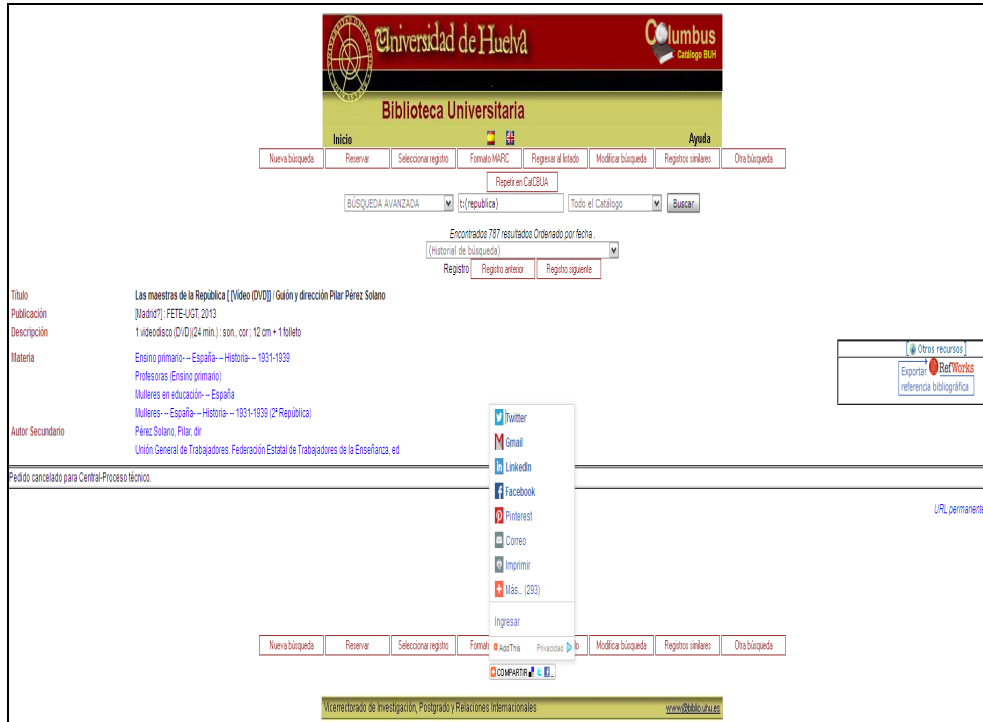 Universidad de Huelva
Columbus
Catálogo BUH
Biblioteca Universitaria
Inicio
Ayuda
Nueva búsqueda
Reservar
Seleccionar registro
Formato MARC
Regresar al listado
Modificar búsqueda
Registros similares
Otra búsqueda
Repetir en CatCBUA
BÚSQUEDA AVANZADA
t:(republica)
Todo el Catálogo
Buscar
Encontrados 787 resultados.Ordenado por fecha .
(Historial de búsqueda)
Registro
Registro anterior
Registro siguiente
Título Las maestras de la República [ [Vídeo (DVD]] / Guión y dirección Pilar Pérez Solano
Publicación [Madrid?] : FETE-UGT, 2013
Descripción 1 videodisco (DVD)(24 min.) : son., cor ; 12 cm + 1 folleto
Materia Ensino primario- -- España- -- Historia- -- 1931-1939
Profesoras (Ensino primario)
Mulleres en educación- -- España
Mulleres- -- España- -- Historia- -- 1931-1939 (2ª República)
Autor Secundario Pérez Solano, Pilar, dir
Unión General de Trabajadores. Federación Estatal de Trabajadores de la Enseñanza, ed
Otros recursos
Exportar RefWorks
referencia bibliográfica
Pedido cancelado para Central-Proceso técnico.
URL permanente
Twitter
Gmail
LinkedIn
Facebook
Pinterest
Correo
Imprimir
Más... (293)
Ingresar
AddThis
Privacidad
Nueva búsqueda
Reservar
Seleccionar registro
Modificar búsqueda
Registros similares
Otra búsqueda
COMPARTIR
Vicerrectorado de Investigación, Postgrado y Relaciones Internacionales
www@biblio.uhu.es